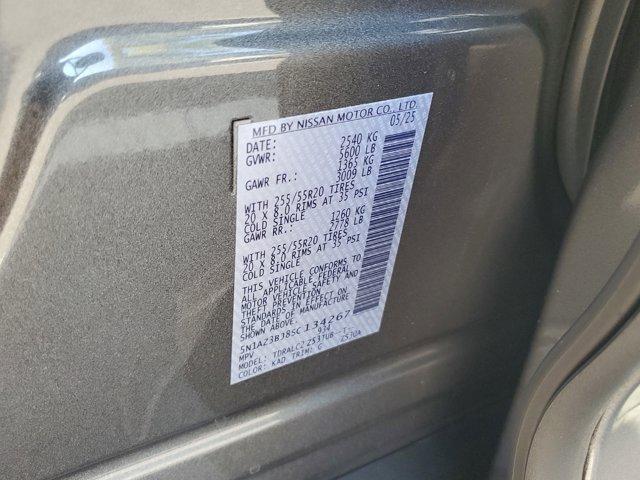 MFD BY NISSAN MOTOR CO., LTD.
DATE: 05/25
GVWR: 2540 KG
5600 LB
GAWR FR.: 1365 KG
3009 LB
WITH 255/55R20 TIRES
20 X 8.0 RIMS AT 35 PSI
COLD SINGLE
GAWR RR.: 1260 KG
2778 LB
WITH 255/55R20 TIRES
20 X 8.0 RIMS AT 35 PSI
COLD SINGLE
THIS VEHICLE CONFORMS TO
ALL APPLICABLE FEDERAL
MOTOR VEHICLE SAFETY AND
THEFT PREVENTION
STANDARDS IN EFFECT ON
THE DATE OF MANUFACTURE
SHOWN ABOVE.
134267
MPV 934
MODEL:
COLOR: KAD TRIM: G